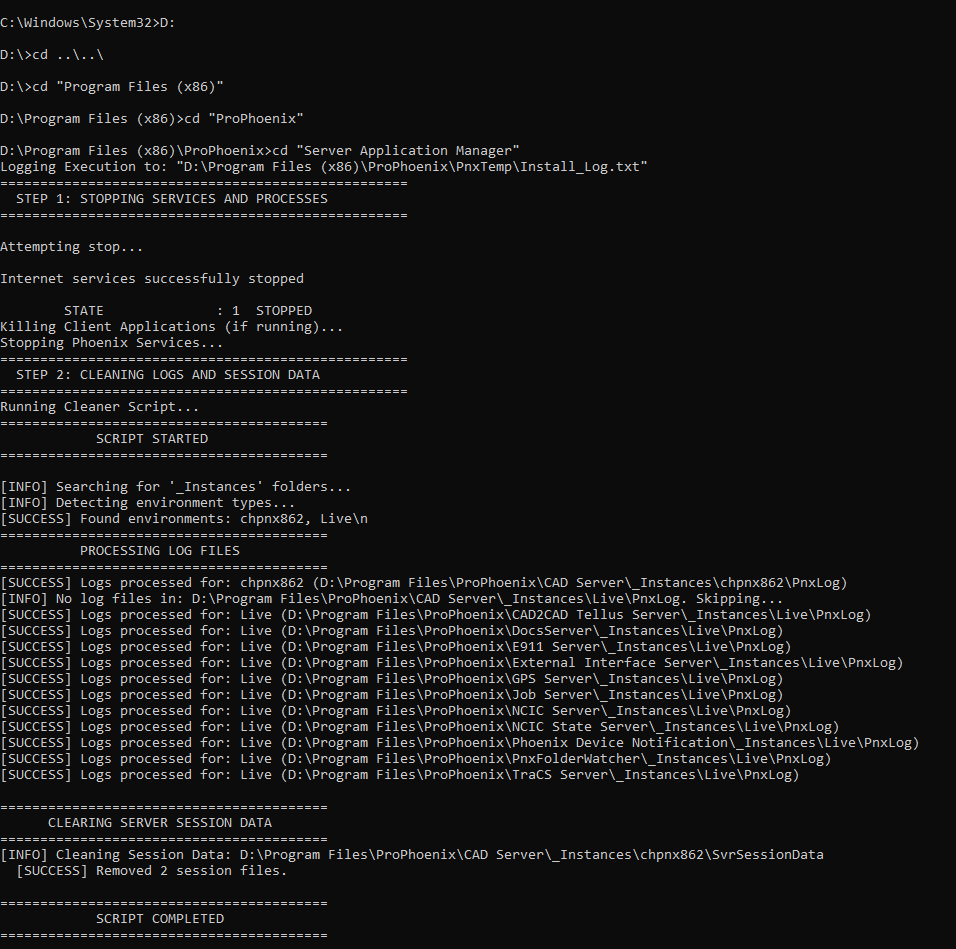 C:\Windows\System32>D:
D:\>cd ..\..\
D:\>cd "Program Files (x86)"
D:\Program Files (x86)>cd "ProPhoenix"
D:\Program Files (x86)\ProPhoenix>cd "Server Application Manager"
Logging Execution to: "D:\Program Files (x86)\ProPhoenix\PnxTemp\Install_Log.txt"
===================================================
  STEP 1: STOPPING SERVICES AND PROCESSES
===================================================
Attempting stop...
Internet services successfully stopped
        STATE              : 1  STOPPED
Killing Client Applications (if running)...
Stopping Phoenix Services...
===================================================
  STEP 2: CLEANING LOGS AND SESSION DATA
===================================================
Running Cleaner Script...
=========================================
            SCRIPT STARTED
=========================================
[INFO] Searching for '_Instances' folders...
[INFO] Detecting environment types...
[SUCCESS] Found environments: chpnx862, Live\n
=========================================
          PROCESSING LOG FILES
=========================================
[SUCCESS] Logs processed for: chpnx862 (D:\Program Files\ProPhoenix\CAD Server\_Instances\chpnx862\PnxLog)
[INFO] No log files in: D:\Program Files\ProPhoenix\CAD Server\_Instances\Live\PnxLog. Skipping...
[SUCCESS] Logs processed for: Live (D:\Program Files\ProPhoenix\CAD2CAD Tellus Server\_Instances\Live\PnxLog)
[SUCCESS] Logs processed for: Live (D:\Program Files\ProPhoenix\DocsServer\_Instances\Live\PnxLog)
[SUCCESS] Logs processed for: Live (D:\Program Files\ProPhoenix\E911 Server\_Instances\Live\PnxLog)
[SUCCESS] Logs processed for: Live (D:\Program Files\ProPhoenix\External Interface Server\_Instances\Live\PnxLog)
[SUCCESS] Logs processed for: Live (D:\Program Files\ProPhoenix\GPS Server\_Instances\Live\PnxLog)
[SUCCESS] Logs processed for: Live (D:\Program Files\ProPhoenix\Job Server\_Instances\Live\PnxLog)
[SUCCESS] Logs processed for: Live (D:\Program Files\ProPhoenix\NCIC Server\_Instances\Live\PnxLog)
[SUCCESS] Logs processed for: Live (D:\Program Files\ProPhoenix\NCIC State Server\_Instances\Live\PnxLog)
[SUCCESS] Logs processed for: Live (D:\Program Files\ProPhoenix\Phoenix Device Notification\_Instances\Live\PnxLog)
[SUCCESS] Logs processed for: Live (D:\Program Files\ProPhoenix\PnxFolderWatcher\_Instances\Live\PnxLog)
[SUCCESS] Logs processed for: Live (D:\Program Files\ProPhoenix\TraCS Server\_Instances\Live\PnxLog)
=========================================
      CLEARING SERVER SESSION DATA
=========================================
[INFO] Cleaning Session Data: D:\Program Files\ProPhoenix\CAD Server\_Instances\chpnx862\SvrSessionData
  [SUCCESS] Removed 2 session files.
=========================================
            SCRIPT COMPLETED
=========================================